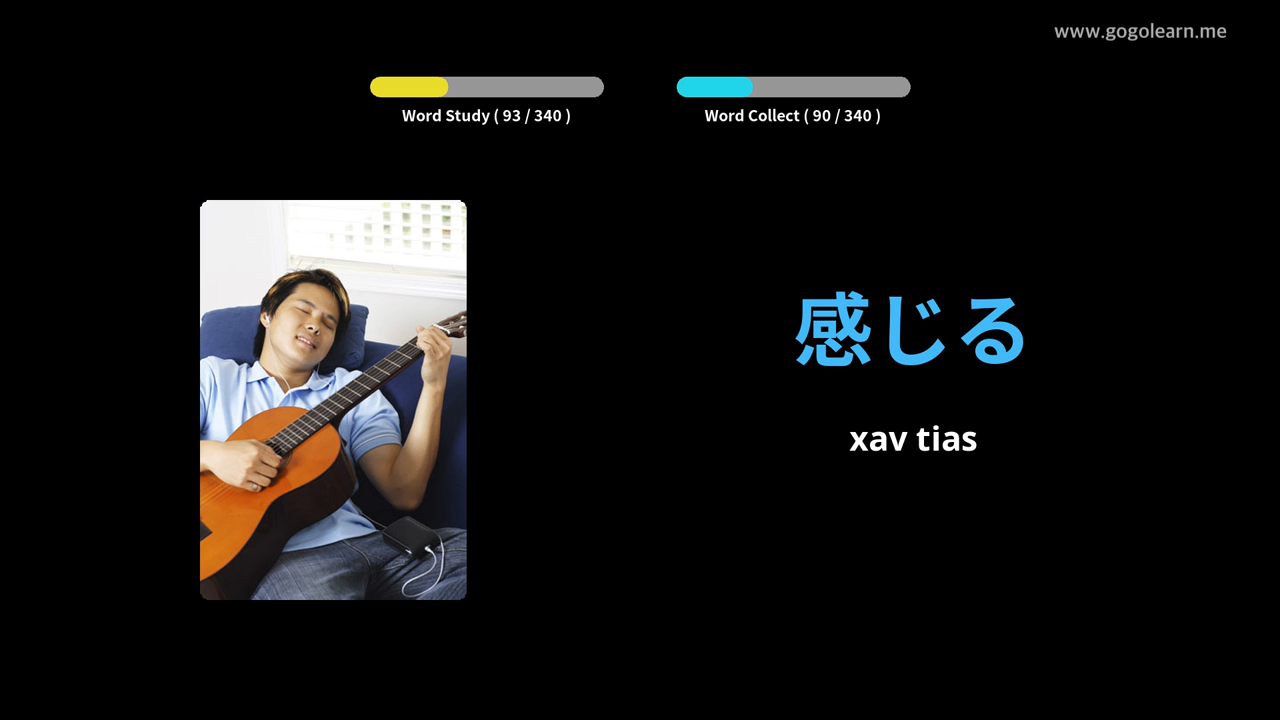 www.gogolearn.me
Word Study ( 93 / 340 )
Word Collect ( 90 / 340 )
感じる
xav tias